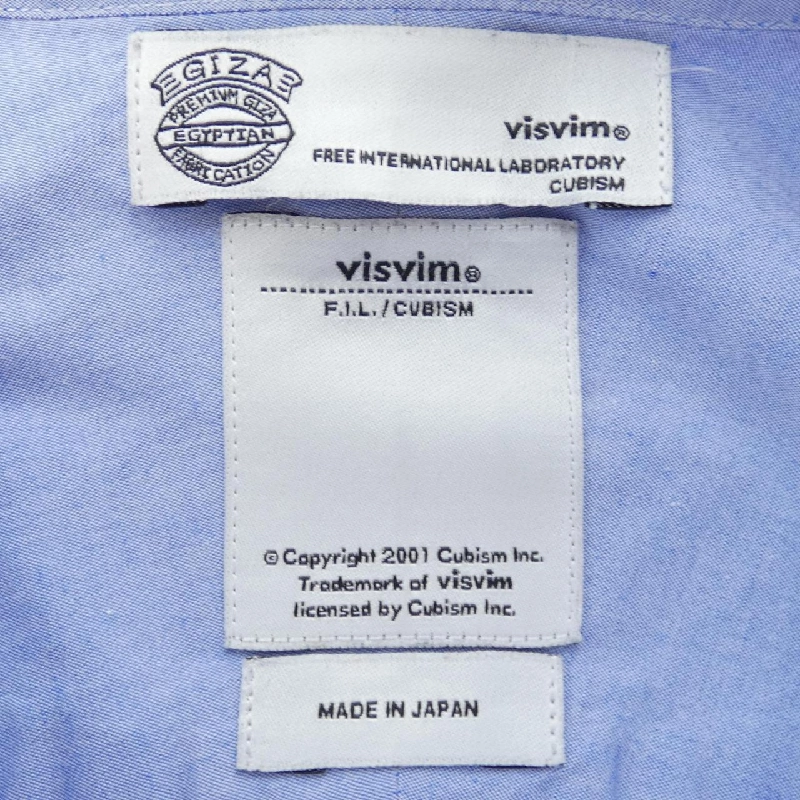 GIZA
PREMIUM GIZA
EGYPTIAN
FABRICATION
visvim®
FREE INTERNATIONAL LABORATORY
CUBISM
visvim®
F.I.L./CUBISM
© Copyright 2001 Cubism Inc.
Trademark of visvim
licensed by Cubism Inc.
MADE IN JAPAN